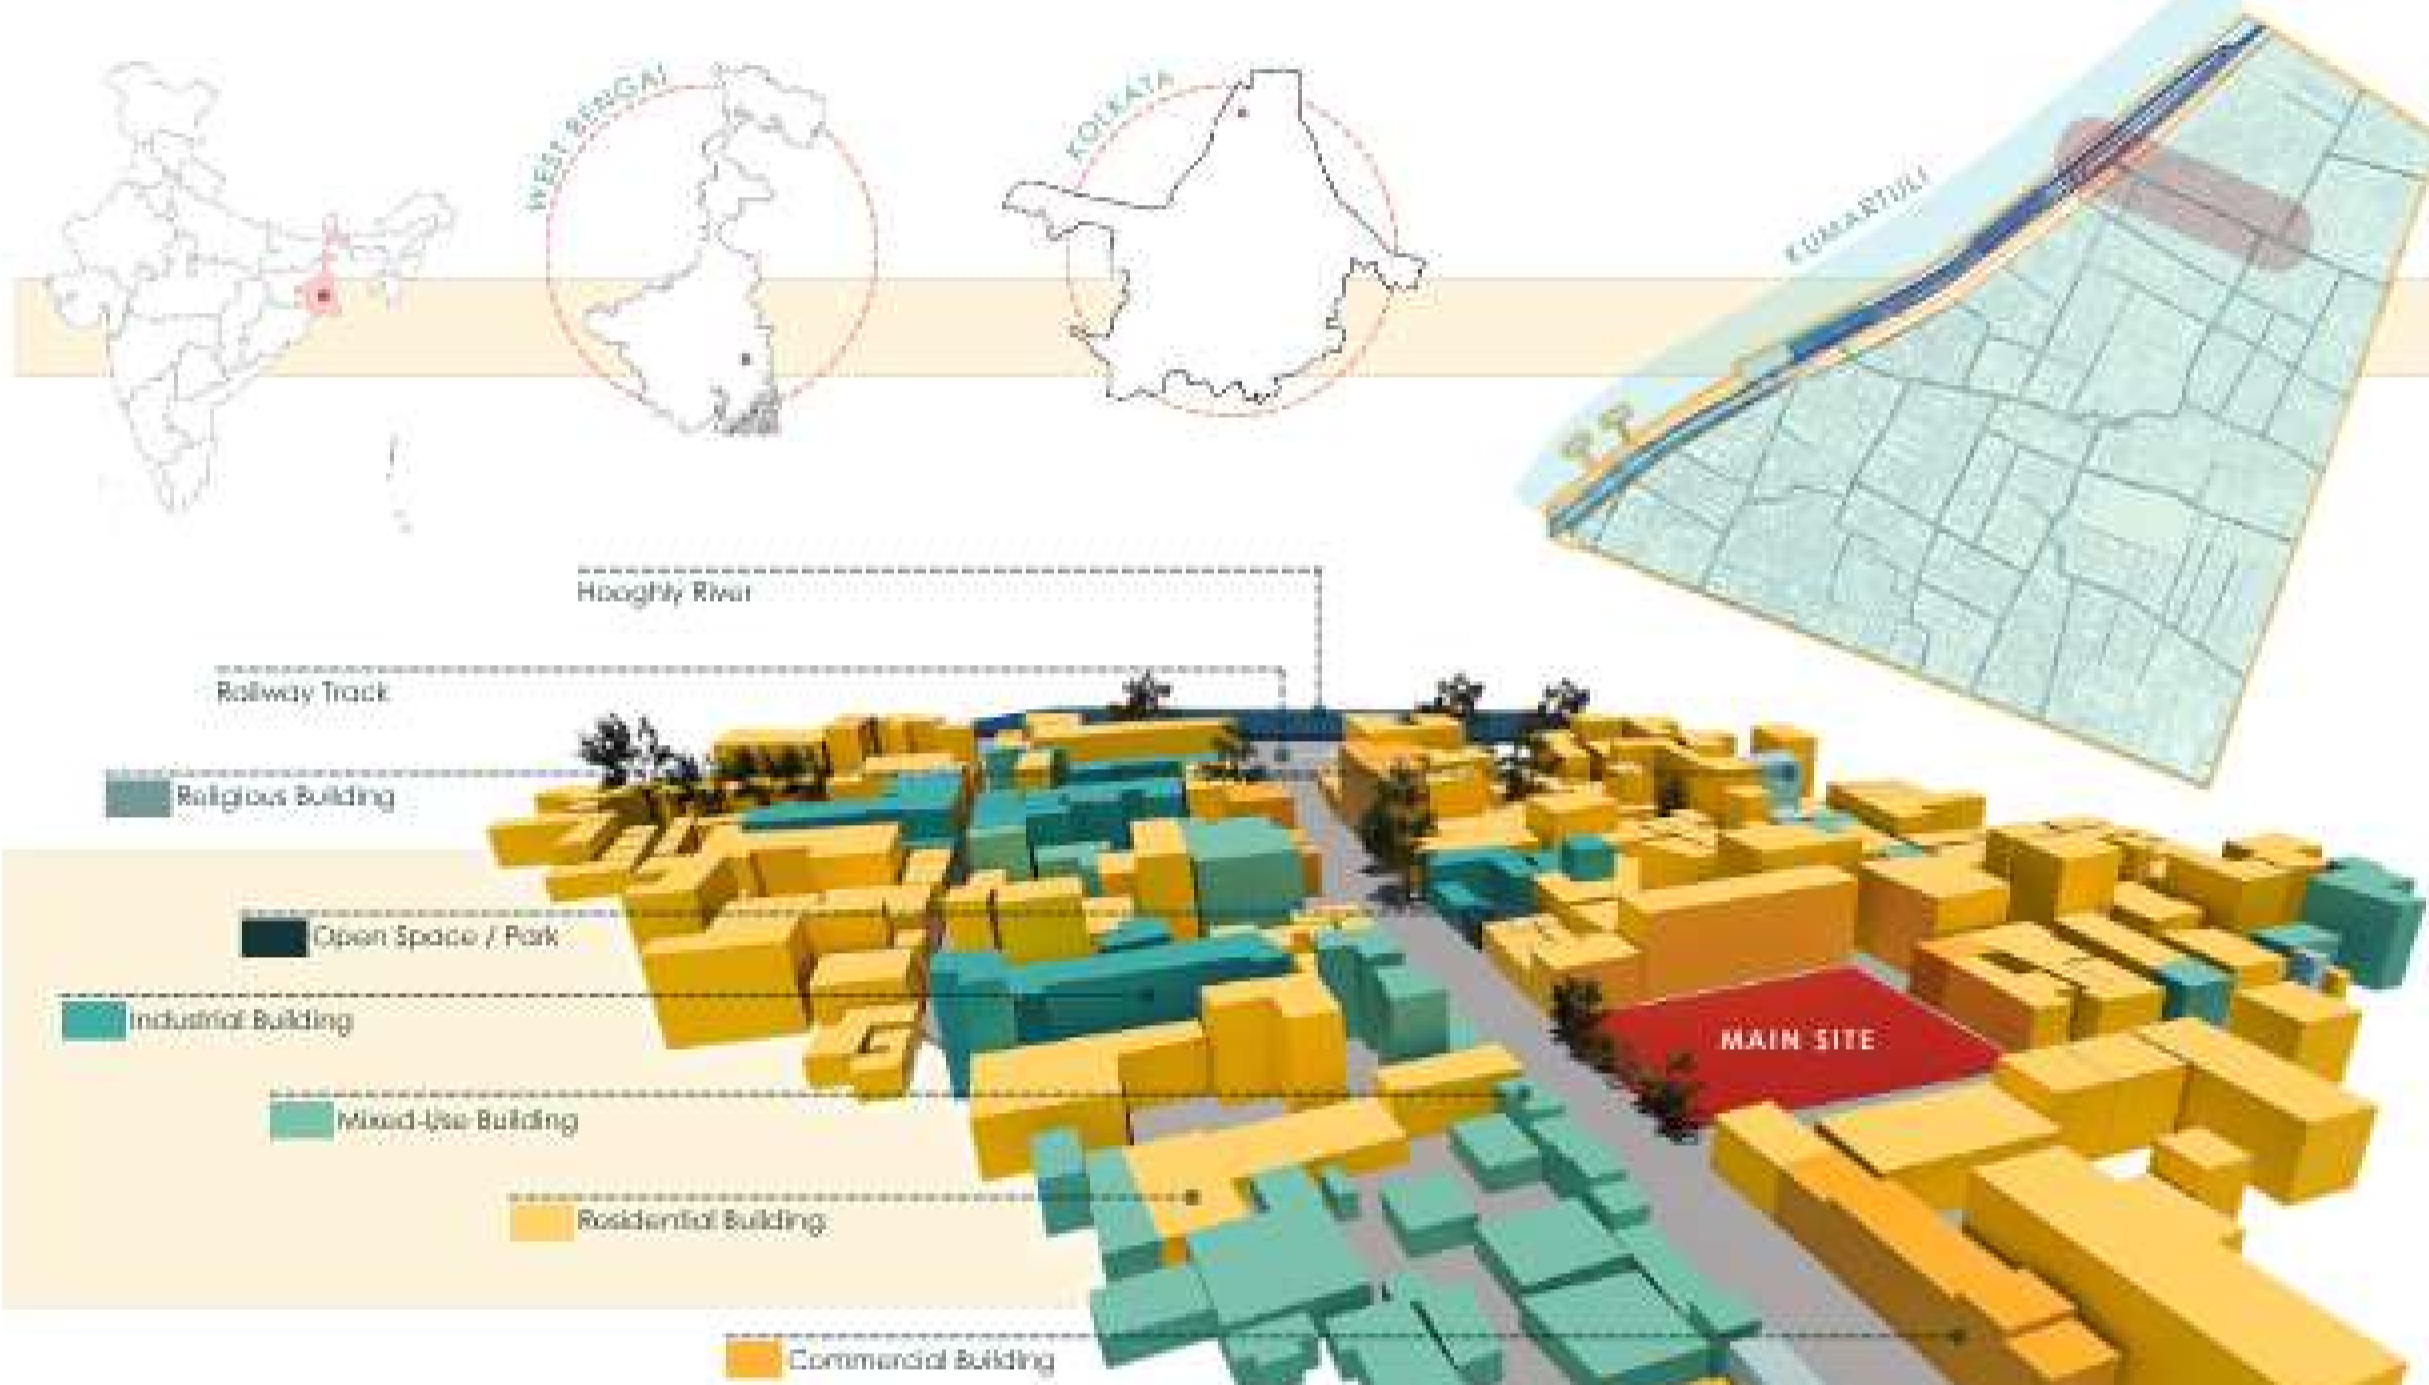 WEST BENGAL
KOLKATA
KUMARTULI
Hooghly River
Railway Track
Religious Building
Open Space / Park
Industrial Building
MAIN SITE
Mixed-Use Building
Residential Building
Commercial Building